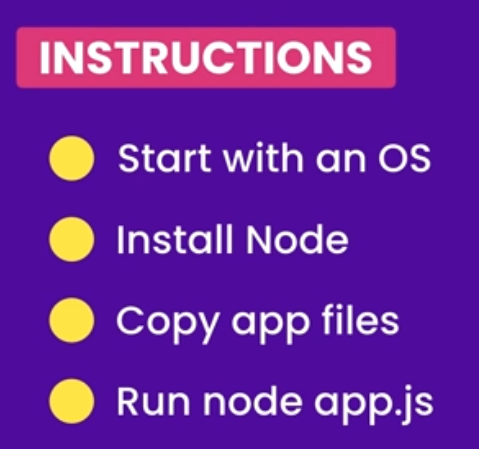 INSTRUCTIONS
Start with an OS
Install Node
Copy app files
Run node app.js